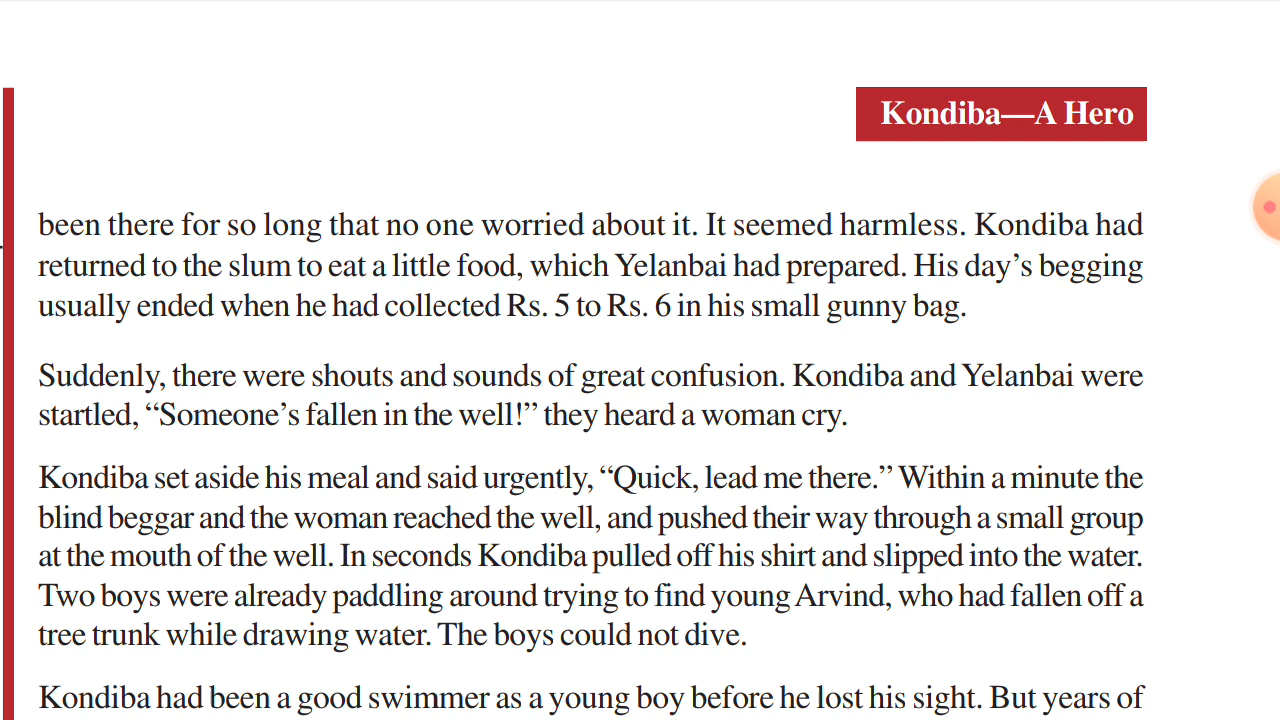 Kondiba—A Hero
been there for so long that no one worried about it. It seemed harmless. Kondiba had
returned to the slum to eat a little food, which Yelanbai had prepared. His day’s begging
usually ended when he had collected Rs. 5 to Rs. 6 in his small gunny bag.
Suddenly, there were shouts and sounds of great confusion. Kondiba and Yelanbai were
startled, “Someone’s fallen in the well!” they heard a woman cry.
Kondiba set aside his meal and said urgently, “Quick, lead me there.” Within a minute the
blind beggar and the woman reached the well, and pushed their way through a small group
at the mouth of the well. In seconds Kondiba pulled off his shirt and slipped into the water.
Two boys were already paddling around trying to find young Arvind, who had fallen off a
tree trunk while drawing water. The boys could not dive.
Kondiba had been a good swimmer as a young boy before he lost his sight. But years of